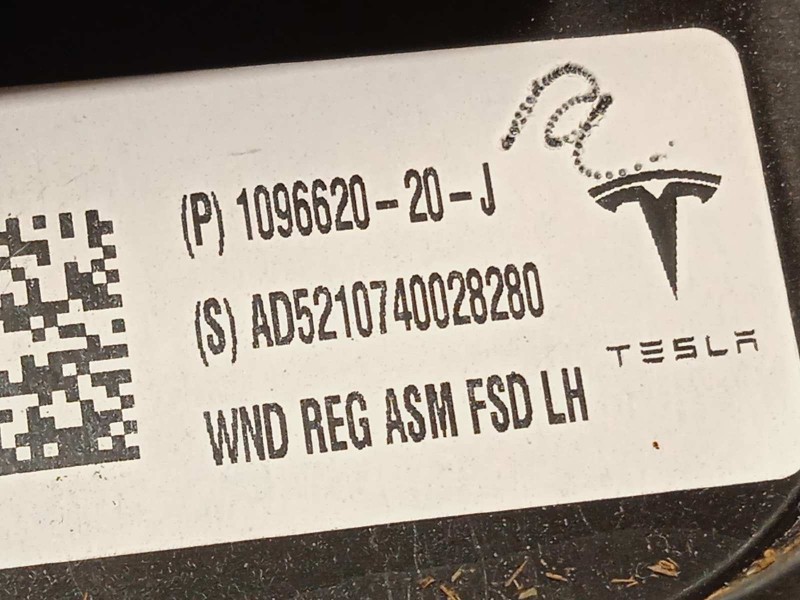 (P) 1096620-20-J
(S) AD5210740028280
WND REG ASM FSD LH
TESLA